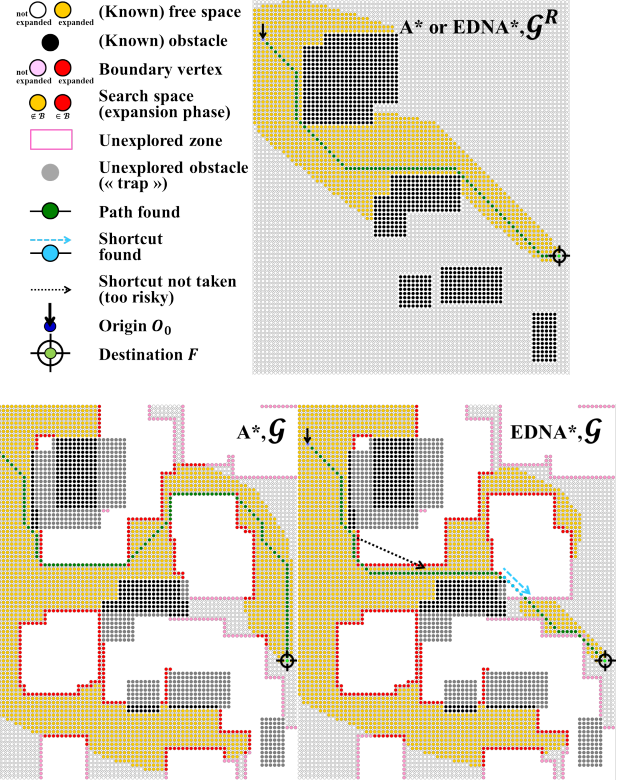 not
expanded
expanded
(Known) free space
(Known) obstacle
not
expanded
expanded
Boundary vertex
∉ ℬ
∈ ℬ
Search space
(expansion phase)
Unexplored zone
Unexplored obstacle
(« trap »)
Path found
Shortcut
found
Shortcut not taken
(too risky)
Origin O₀
Destination F
A* or EDNA*, 𝒢ᴿ
A*, 𝒢
EDNA*, 𝒢